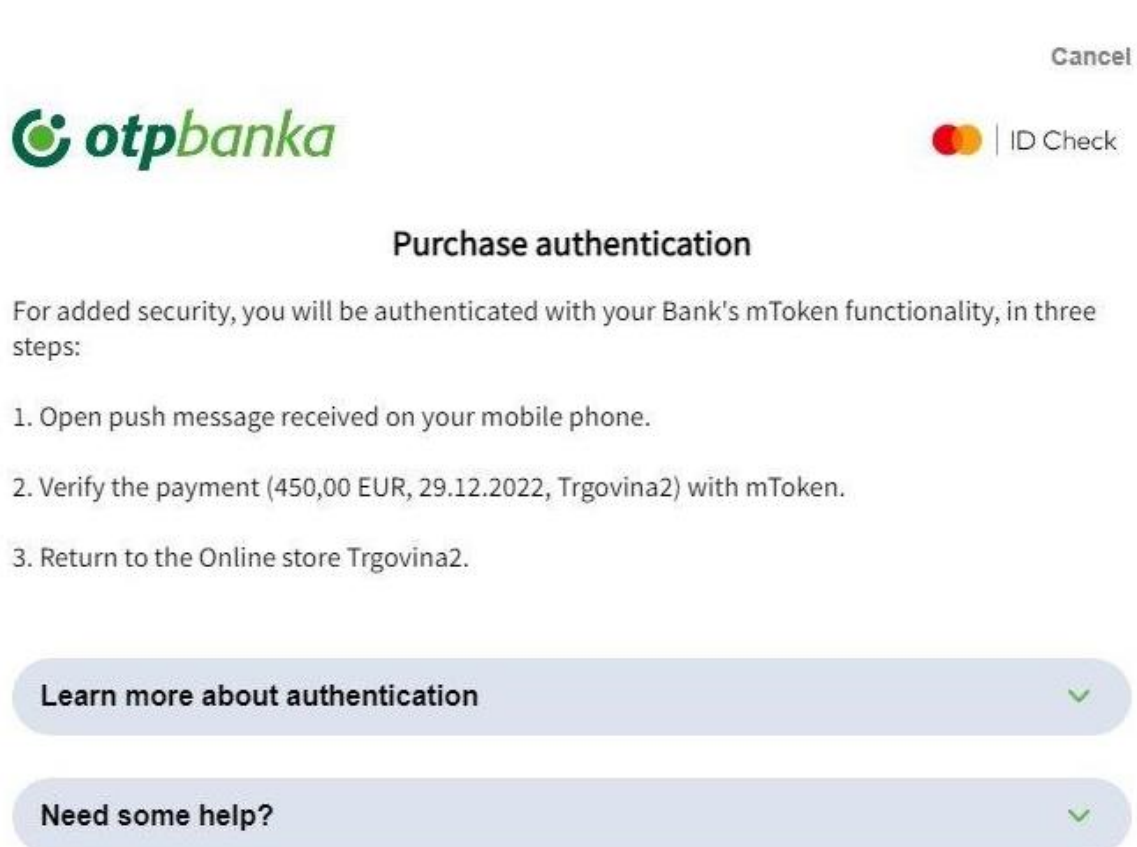 Cancel
otpbanka
ID Check
Purchase authentication
For added security, you will be authenticated with your Bank's mToken functionality, in three
steps:
1. Open push message received on your mobile phone.
2. Verify the payment (450,00 EUR, 29.12.2022, Trgovina2) with mToken.
3. Return to the Online store Trgovina2.
Learn more about authentication
Need some help?